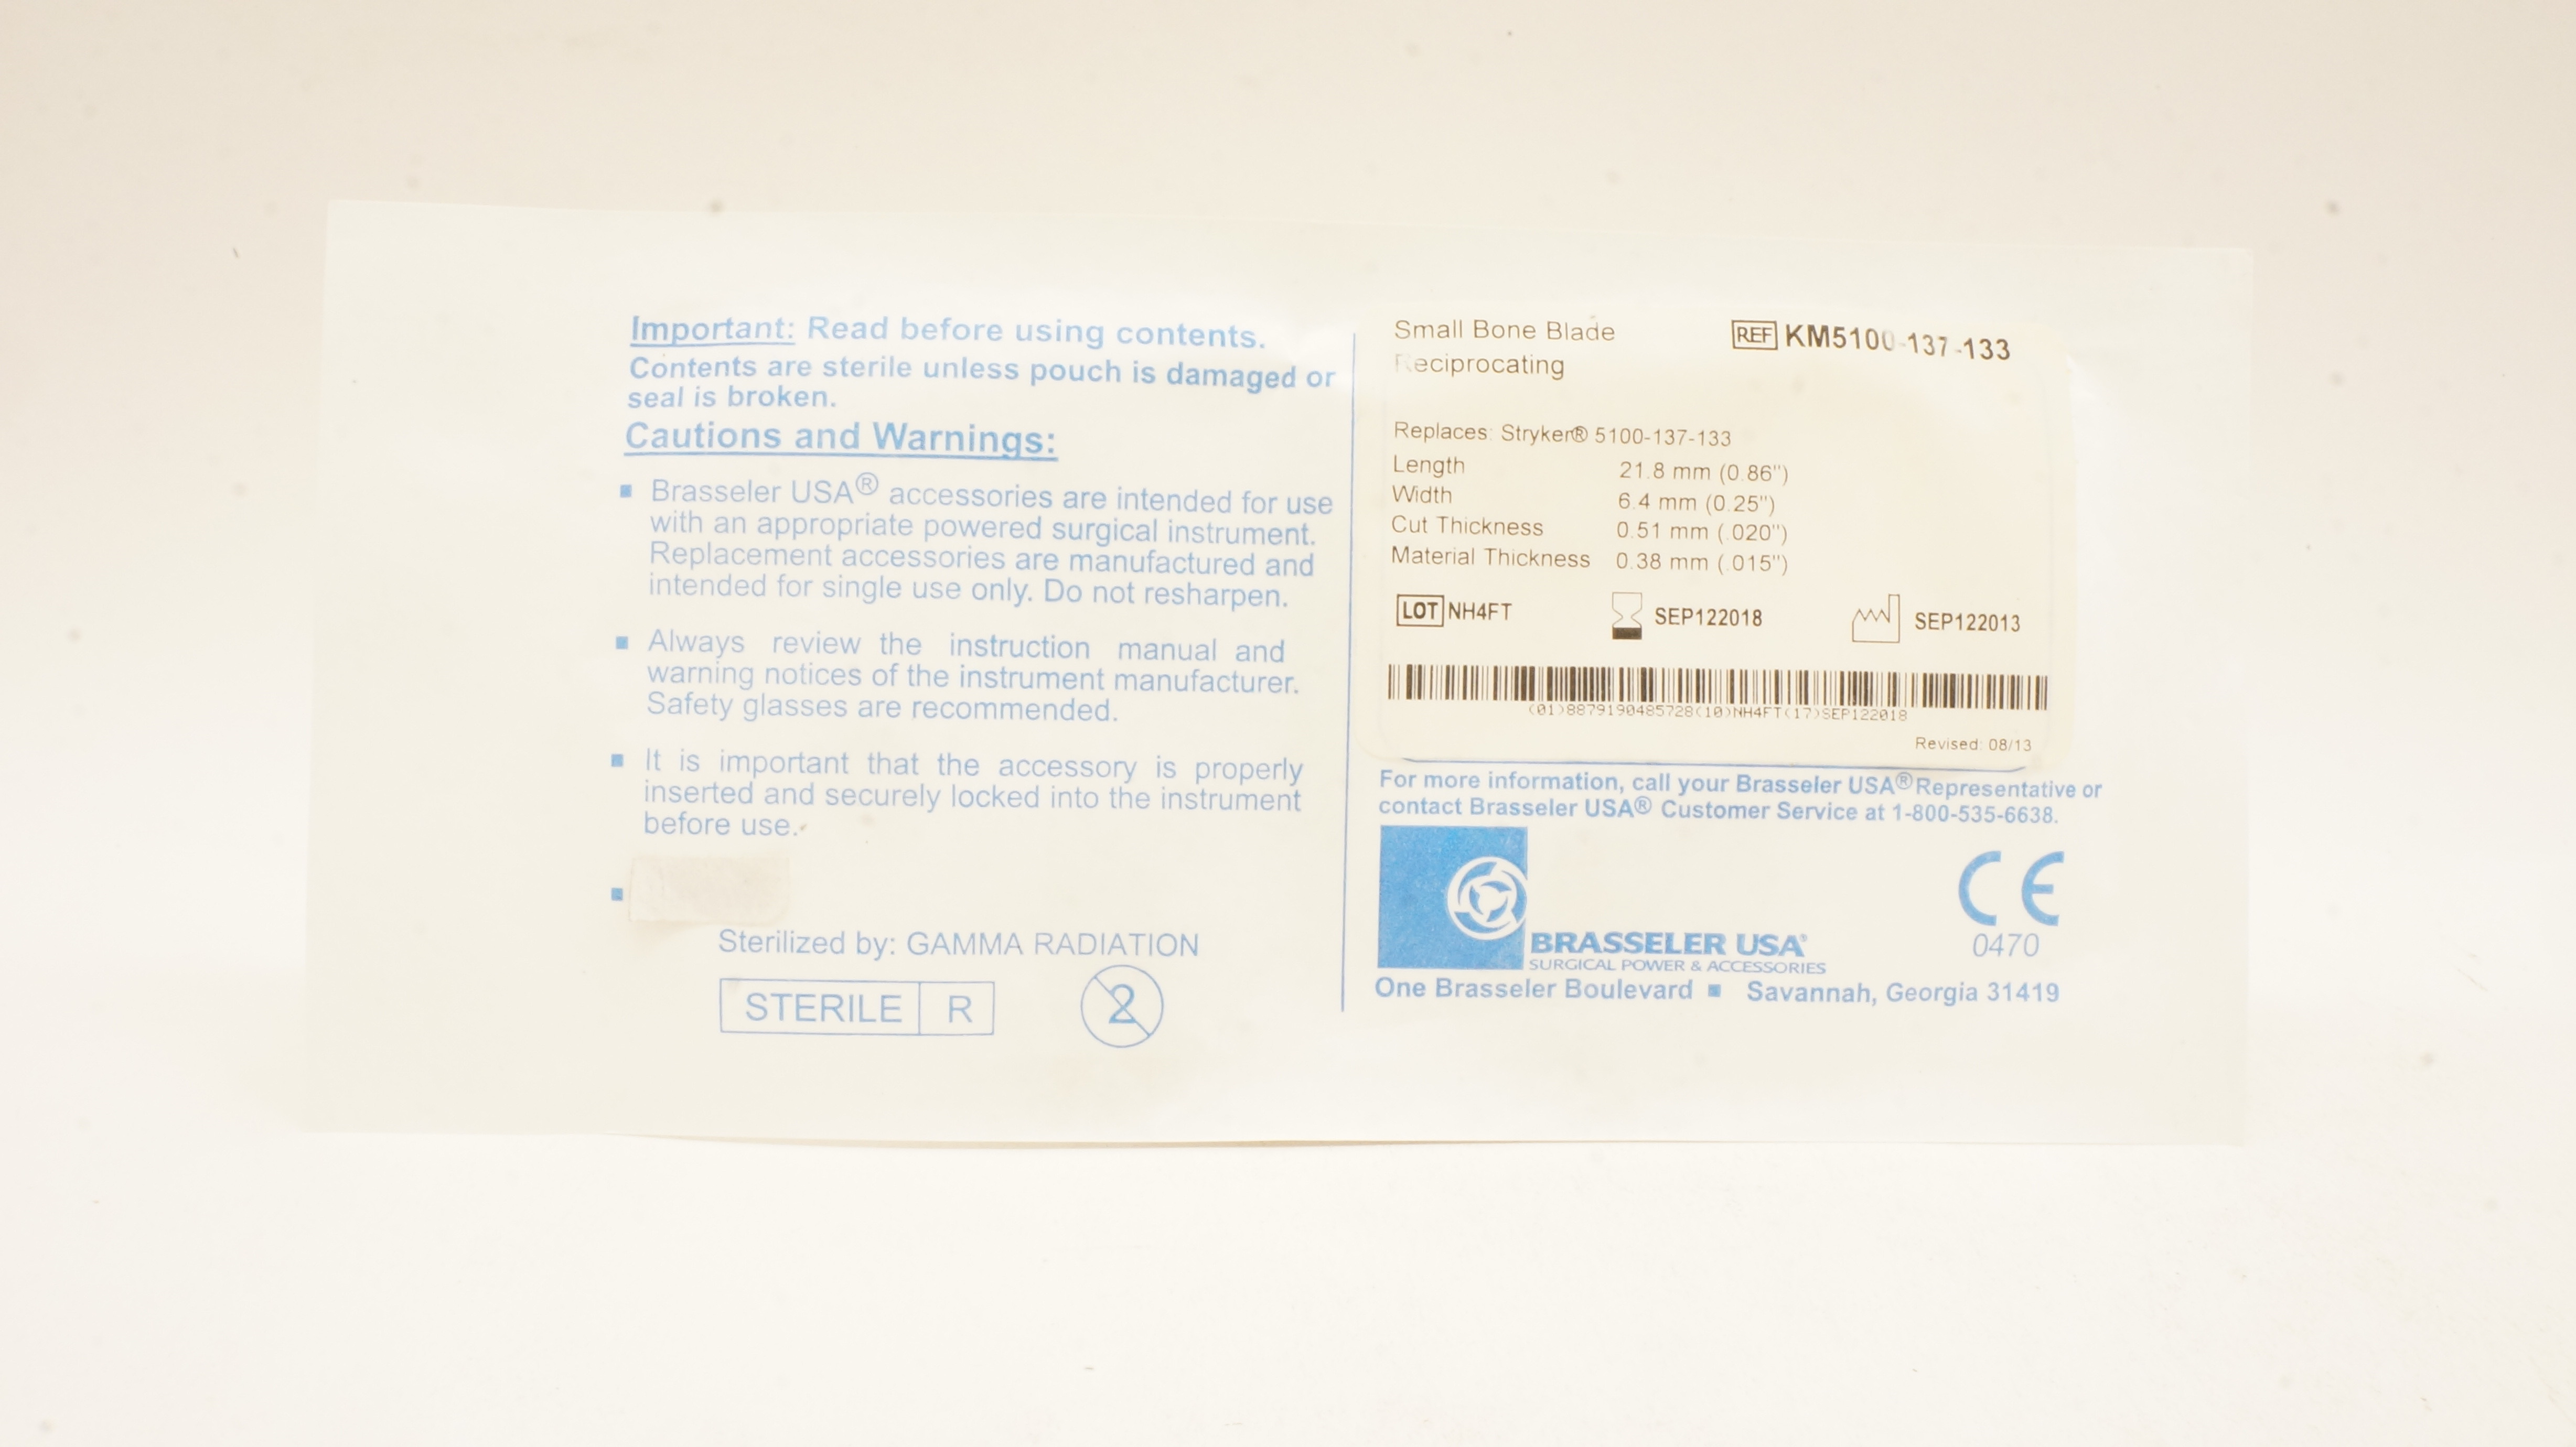 Important: Read before using contents.
Contents are sterile unless pouch is damaged or
seal is broken.
Cautions and Warnings:
▪ Brasseler USA® accessories are intended for use
with an appropriate powered surgical instrument.
Replacement accessories are manufactured and
intended for single use only. Do not resharpen.
▪ Always review the instruction manual and
warning notices of the instrument manufacturer.
Safety glasses are recommended.
▪ It is important that the accessory is properly
inserted and securely locked into the instrument
before use.
▪
Sterilized by: GAMMA RADIATION
STERILE R 2
Small Bone Blade REF KM5100-137-133
Reciprocating
Replaces: Stryker® 5100-137-133
Length 21.8 mm (0.86")
Width 6.4 mm (0.25")
Cut Thickness 0.51 mm (.020")
Material Thickness 0.38 mm (.015")
LOT NH4FT SEP122018 SEP122013
(01)8879190485728(10)NH4FT(17)SEP122018
Revised: 08/13
For more information, call your Brasseler USA® Representative or
contact Brasseler USA® Customer Service at 1-800-535-6638.
BRASSELER USA®
SURGICAL POWER & ACCESSORIES
CE
0470
One Brasseler Boulevard ▪ Savannah, Georgia 31419